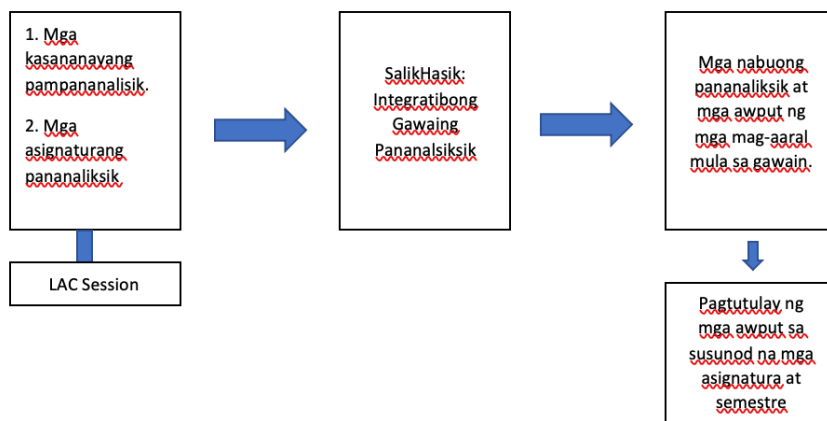 1. Mga
kasananayang
pampananalisik.
2. Mga
asignaturang
pananaliksik
LAC Session
SalikHasik:
Integratibong
Gawaing
Pananalsiksik
Mga nabuong
pananaliksik at
mga awput ng
mga mag-aaral
mula sa gawain.
Pagtutulay ng
mga awput sa
susunod na mga
asignatura at
semestre